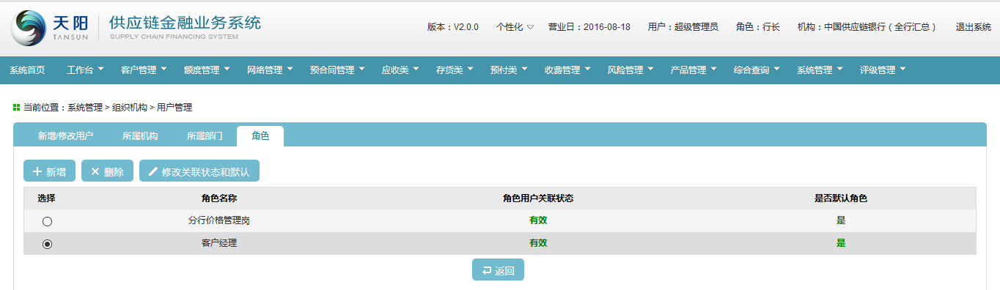 天阳
TANSUN
供应链金融业务系统
SUPPLY CHAIN FINANCING SYSTEM
版本：V2.0.0 个性化 营业日：2016-08-18 用户：超级管理员 角色：行长 机构：中国供应链银行（全行汇总） 退出系统
系统首页 工作台 客户管理 额度管理 网络管理 预合同管理 应收类 存货类 预付类 收费管理 风险管理 产品管理 综合查询 系统管理 评级管理
当前位置：系统管理 > 组织机构 > 用户管理
新增/修改用户 所属机构 所属部门 角色
新增 删除 修改关联状态和默认
选择 角色名称 角色用户关联状态 是否默认角色
分行价格管理岗 有效 是
客户经理 有效 是
返回